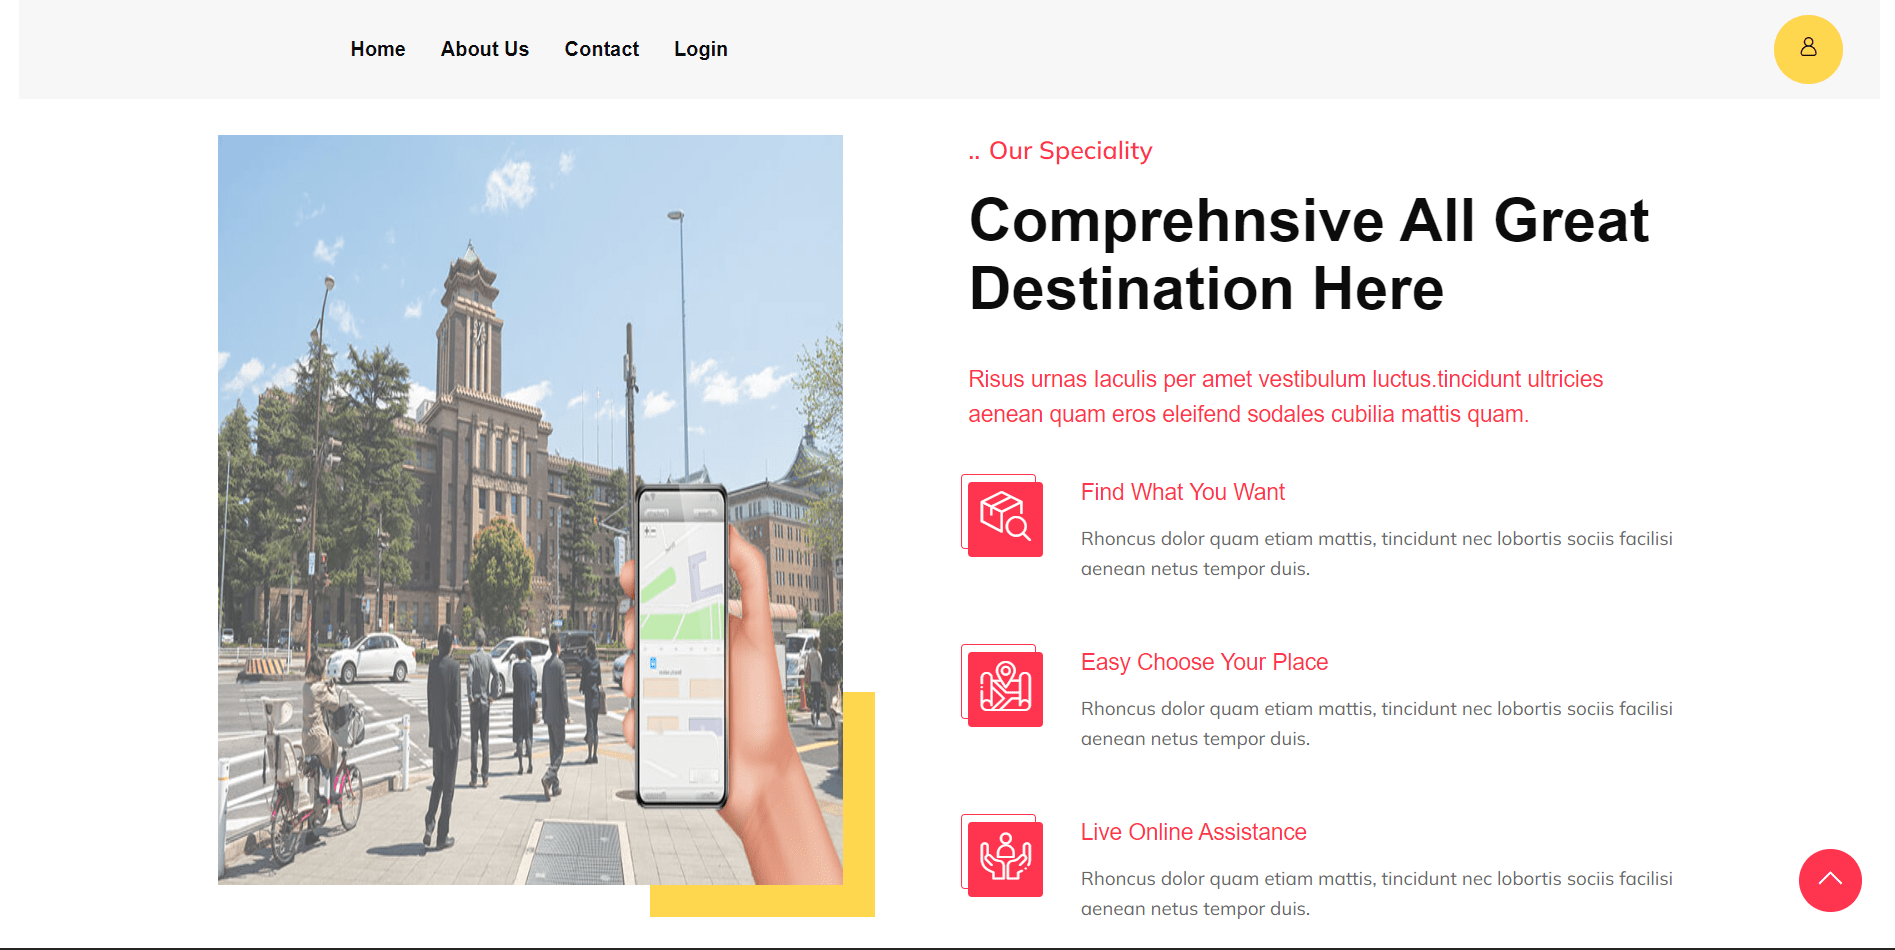 Home About Us Contact Login
.. Our Speciality
Comprehnsive All Great
Destination Here
Risus urnas Iaculis per amet vestibulum luctus.tincidunt ultricies
aenean quam eros eleifend sodales cubilia mattis quam.
Find What You Want
Rhoncus dolor quam etiam mattis, tincidunt nec lobortis sociis facilisi
aenean netus tempor duis.
Easy Choose Your Place
Rhoncus dolor quam etiam mattis, tincidunt nec lobortis sociis facilisi
aenean netus tempor duis.
Live Online Assistance
Rhoncus dolor quam etiam mattis, tincidunt nec lobortis sociis facilisi
aenean netus tempor duis.